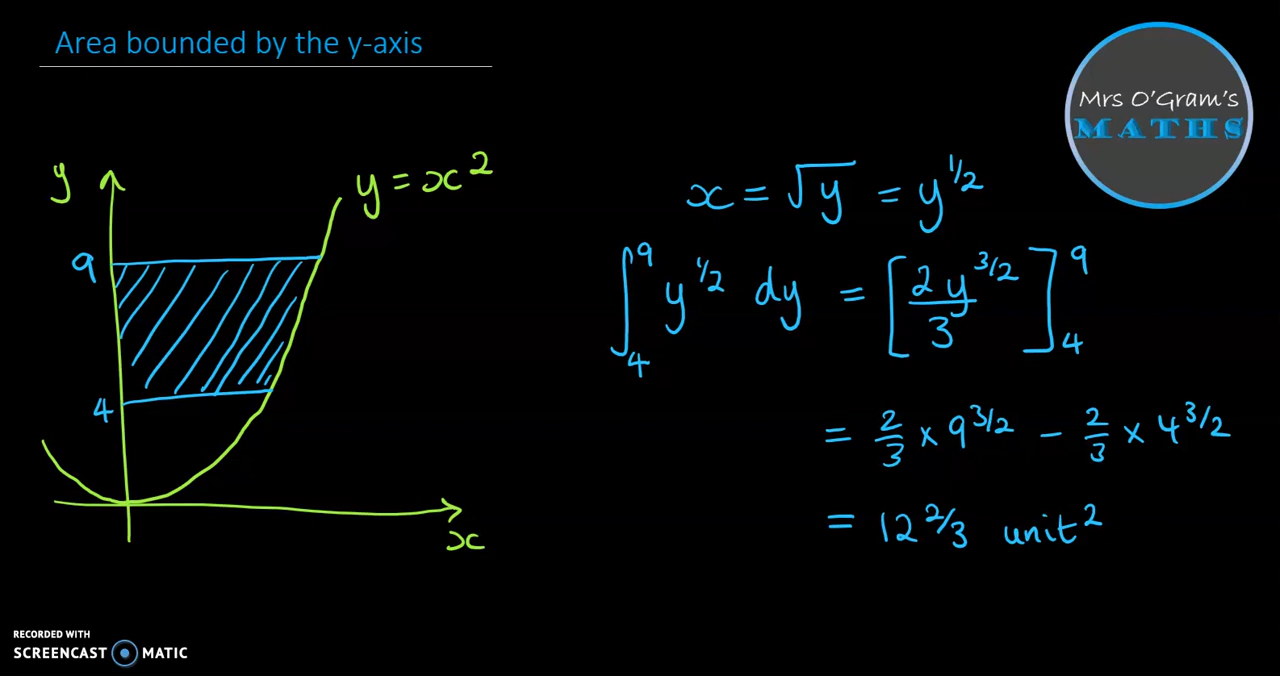 Area bounded by the y-axis
Mrs O'Gram's
MATHS
y
y = x²
9
4
x
x = √y = y^1/2
∫₄⁹ y^1/2 dy = [2y^3/2 / 3]₄⁹
= 2/3 × 9^3/2 − 2/3 × 4^3/2
= 12 2/3 unit²
RECORDED WITH
SCREENCAST MATIC